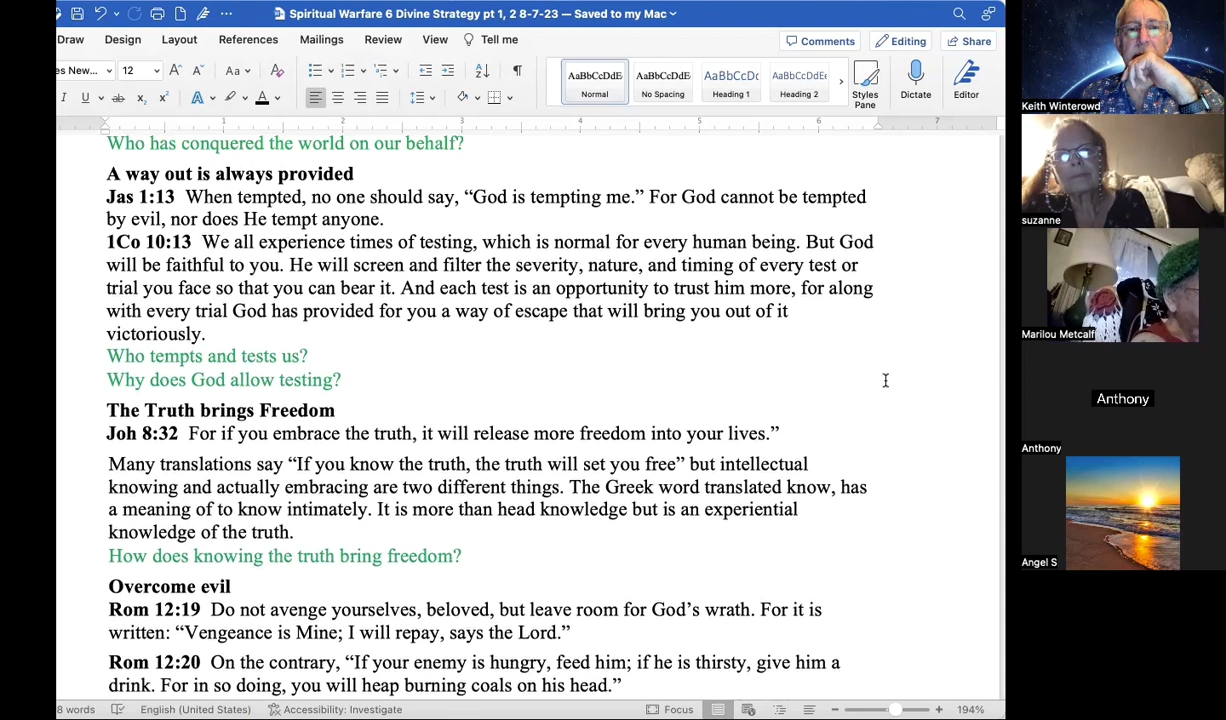 Spiritual Warfare 6 Divine Strategy pt 1, 2 8-7-23 — Saved to my Mac
Draw Design Layout References Mailings Review View Tell me Comments Editing Share
es New... 12 Aa
AaBbCcDdE AaBbCcDdE AaBbCcDc AaBbCcDdE
Normal No Spacing Heading 1 Heading 2 Styles Pane Dictate Editor
1 2 3 4 5 6 7
Who has conquered the world on our behalf?
A way out is always provided
Jas 1:13 When tempted, no one should say, “God is tempting me.” For God cannot be tempted
by evil, nor does He tempt anyone.
1Co 10:13 We all experience times of testing, which is normal for every human being. But God
will be faithful to you. He will screen and filter the severity, nature, and timing of every test or
trial you face so that you can bear it. And each test is an opportunity to trust him more, for along
with every trial God has provided for you a way of escape that will bring you out of it
victoriously.
Who tempts and tests us?
Why does God allow testing?
The Truth brings Freedom
Joh 8:32 For if you embrace the truth, it will release more freedom into your lives.”
Many translations say “If you know the truth, the truth will set you free” but intellectual
knowing and actually embracing are two different things. The Greek word translated know, has
a meaning of to know intimately. It is more than head knowledge but is an experiential
knowledge of the truth.
How does knowing the truth bring freedom?
Overcome evil
Rom 12:19 Do not avenge yourselves, beloved, but leave room for God’s wrath. For it is
written: “Vengeance is Mine; I will repay, says the Lord.”
Rom 12:20 On the contrary, “If your enemy is hungry, feed him; if he is thirsty, give him a
drink. For in so doing, you will heap burning coals on his head.”
8 words English (United States) Accessibility: Investigate Focus 194%
Keith Winterowd
suzanne
Marilou Metcalf
Anthony
Anthony
Angel S